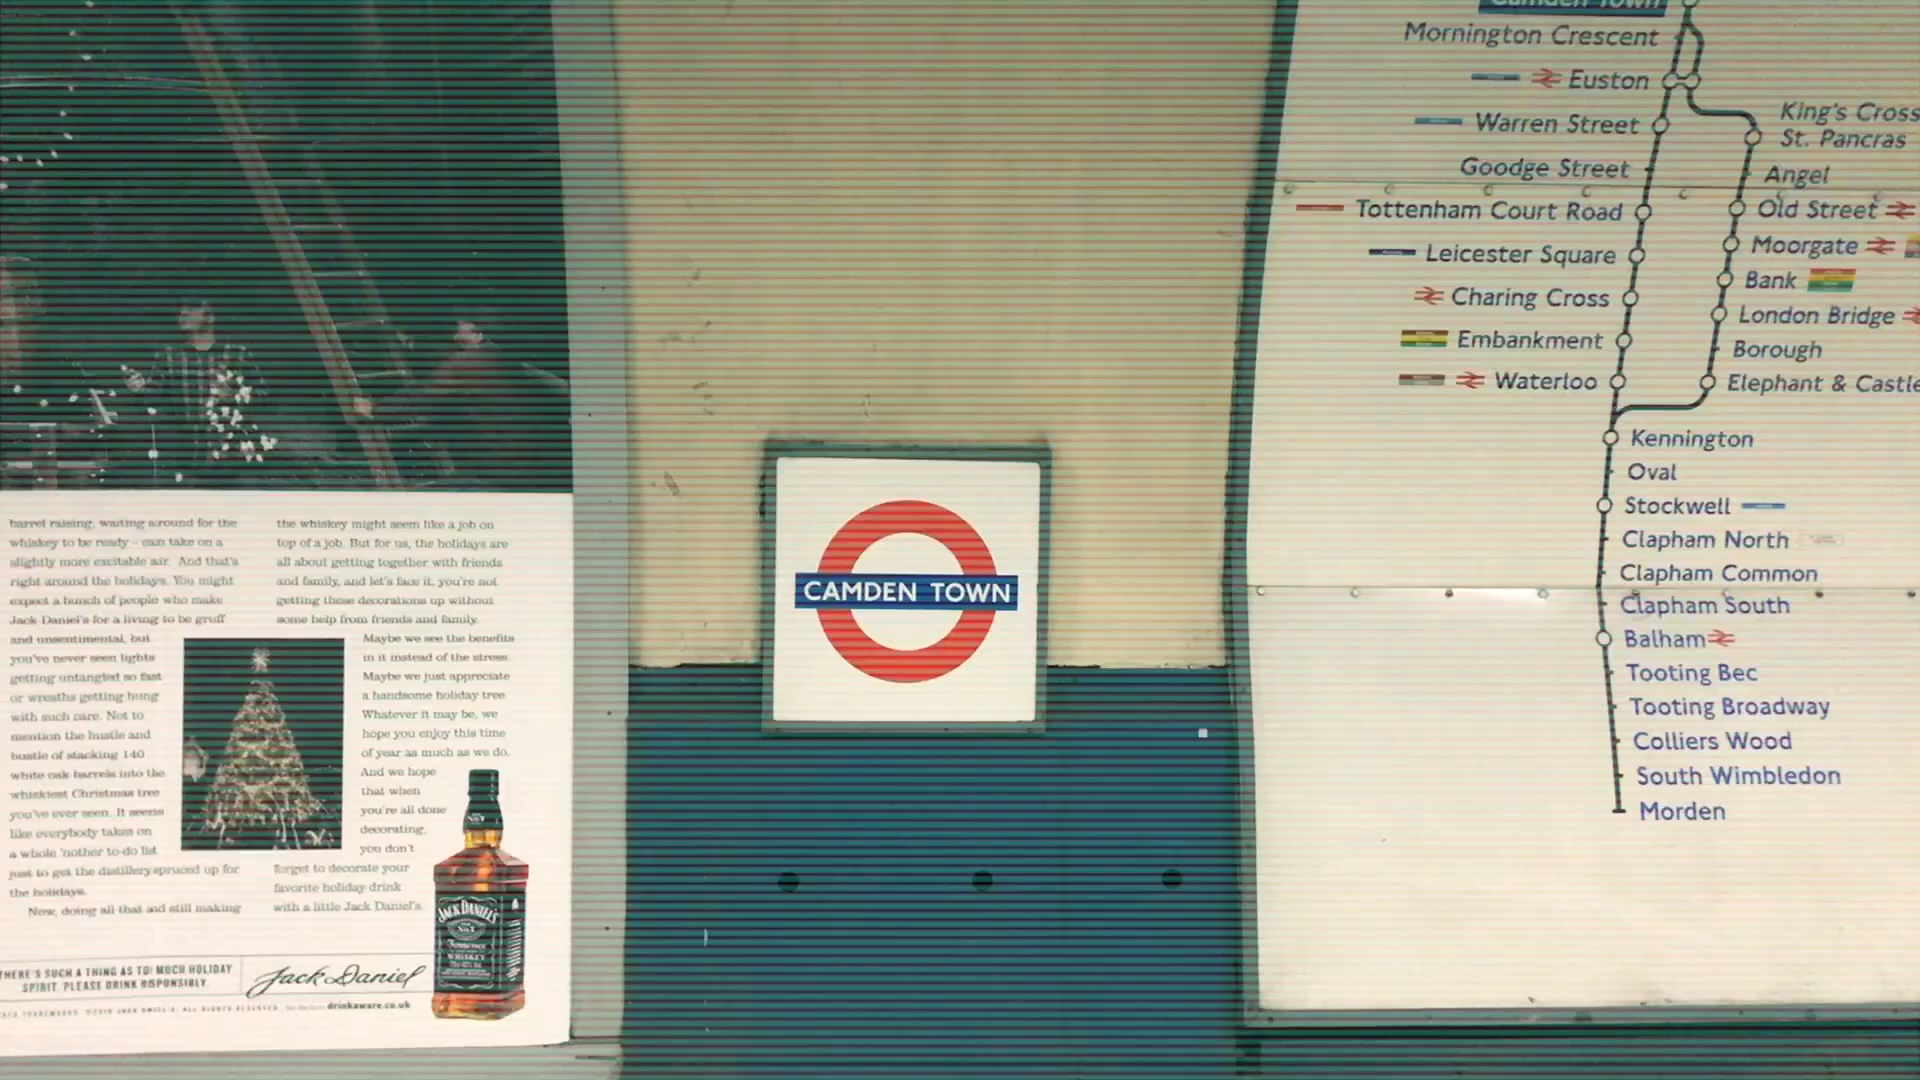 barrel raising, waiting around for the
whiskey to be ready - can take on a
slightly more excitable air. And that's
right around the holidays. You might
expect a bunch of people who make
Jack Daniel's for a living to be gruff
and unsentimental, but
you've never seen lights
getting untangled so fast
or wreaths getting hung
with such care. Not to
mention the hustle and
bustle of stacking 140
white oak barrels into the
whiskiest Christmas tree
you've ever seen. It seems
like everybody takes on
a whole 'nother to-do list
just to get the distillery spruced up for
the holidays.
Now, doing all that and still making
the whiskey might seem like a job on
top of a job. But for us, the holidays are
all about getting together with friends
and family, and let's face it, you're not
getting those decorations up without
some help from friends and family.
Maybe we see the benefits
in it instead of the stress.
Maybe we just appreciate
a handsome holiday tree
Whatever it may be, we
hope you enjoy this time
of year as much as we do.
And we hope
that when
you're all done
decorating,
you don't
forget to decorate your
favorite holiday drink
with a little Jack Daniel's.
THERE'S SUCH A THING AS TOO MUCH HOLIDAY
SPIRIT. PLEASE DRINK RESPONSIBLY.
Jack Daniel
drinkaware.co.uk
JACK DANIEL'S
Tennessee
WHISKEY
CAMDEN TOWN
Camden Town
Mornington Crescent
Euston
Warren Street
Goodge Street
Tottenham Court Road
Leicester Square
Charing Cross
Embankment
Waterloo
King's Cross
St. Pancras
Angel
Old Street
Moorgate
Bank
London Bridge
Borough
Elephant & Castle
Kennington
Oval
Stockwell
Clapham North
Clapham Common
Clapham South
Balham
Tooting Bec
Tooting Broadway
Colliers Wood
South Wimbledon
Morden